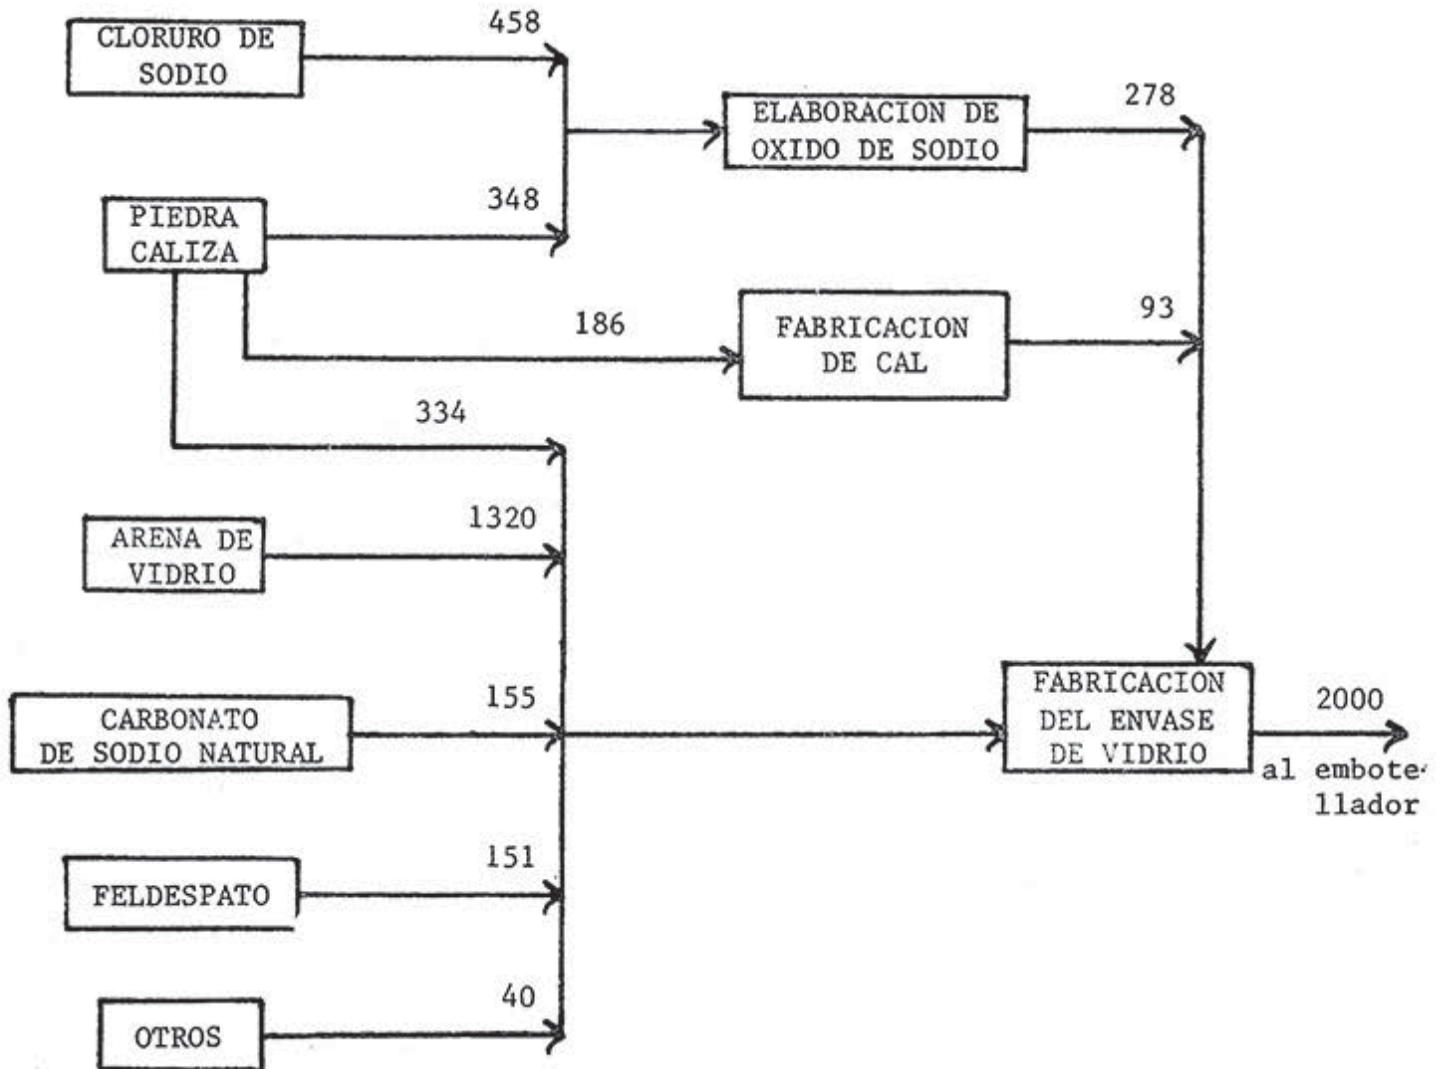 458
CLORURO DE
SODIO
278
ELABORACION DE
OXIDO DE SODIO
348
PIEDRA
CALIZA
186
93
FABRICACION
DE CAL
334
1320
ARENA DE
VIDRIO
155
CARBONATO
DE SODIO NATURAL
FABRICACION
DEL ENVASE
DE VIDRIO
2000
al embote-
llador
151
FELDESPATO
40
OTROS